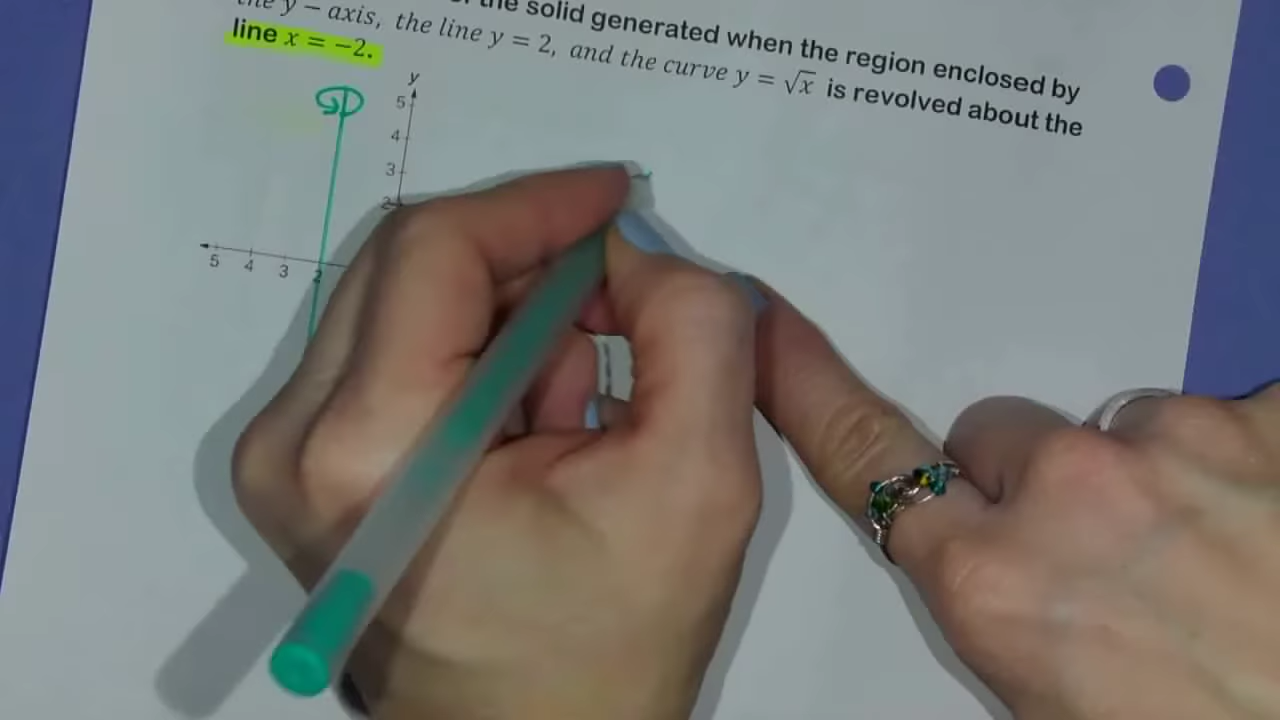 the solid generated when the region enclosed by
the y − axis, the line y = 2, and the curve y = √x is revolved about the
line x = −2.
y
5
4
3
2
5 4 3 2